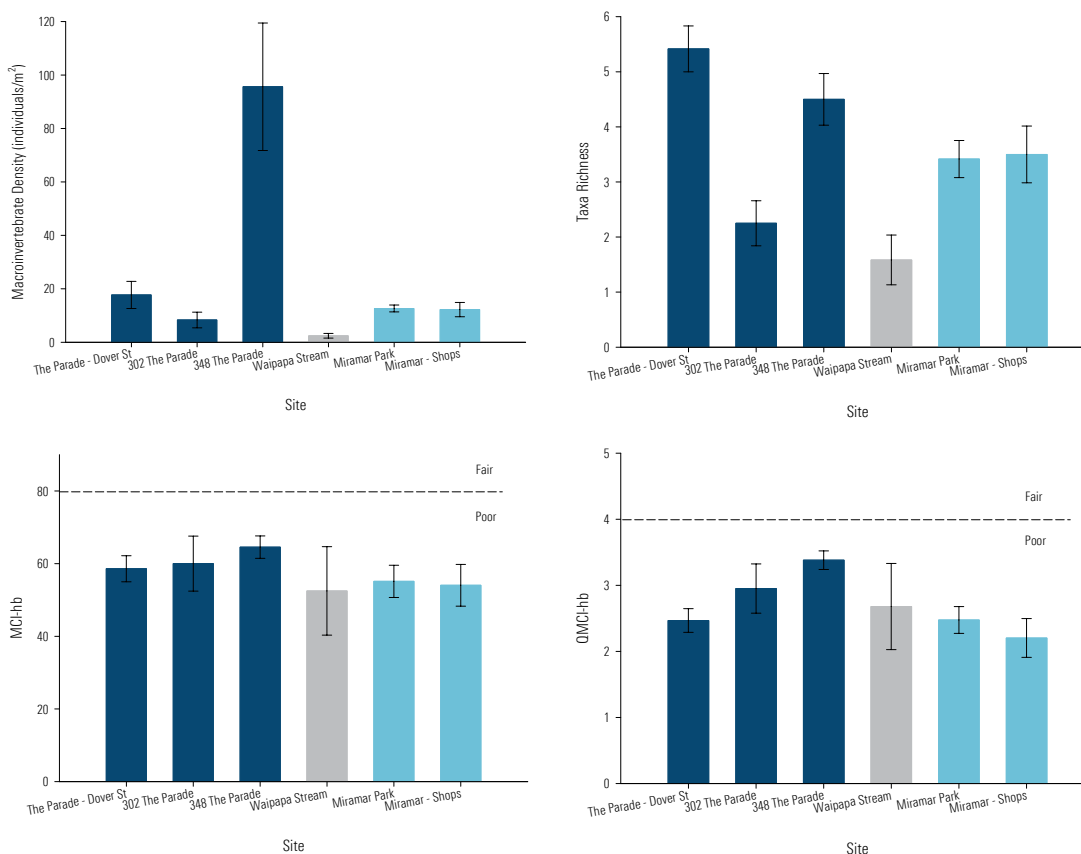 Macroinvertebrate Density (individuals/m²)
120
100
80
60
40
20
0
The Parade - Dover St
302 The Parade
348 The Parade
Waipapa Stream
Miramar Park
Miramar - Shops
Site
Taxa Richness
6
5
4
3
2
1
0
The Parade - Dover St
302 The Parade
348 The Parade
Waipapa Stream
Miramar Park
Miramar - Shops
Site
MCI-hb
80
60
40
20
0
Fair
Poor
The Parade - Dover St
302 The Parade
348 The Parade
Waipapa Stream
Miramar Park
Miramar - Shops
Site
QMCI-hb
5
4
3
2
1
0
Fair
Poor
The Parade - Dover St
302 The Parade
348 The Parade
Waipapa Stream
Miramar Park
Miramar - Shops
Site